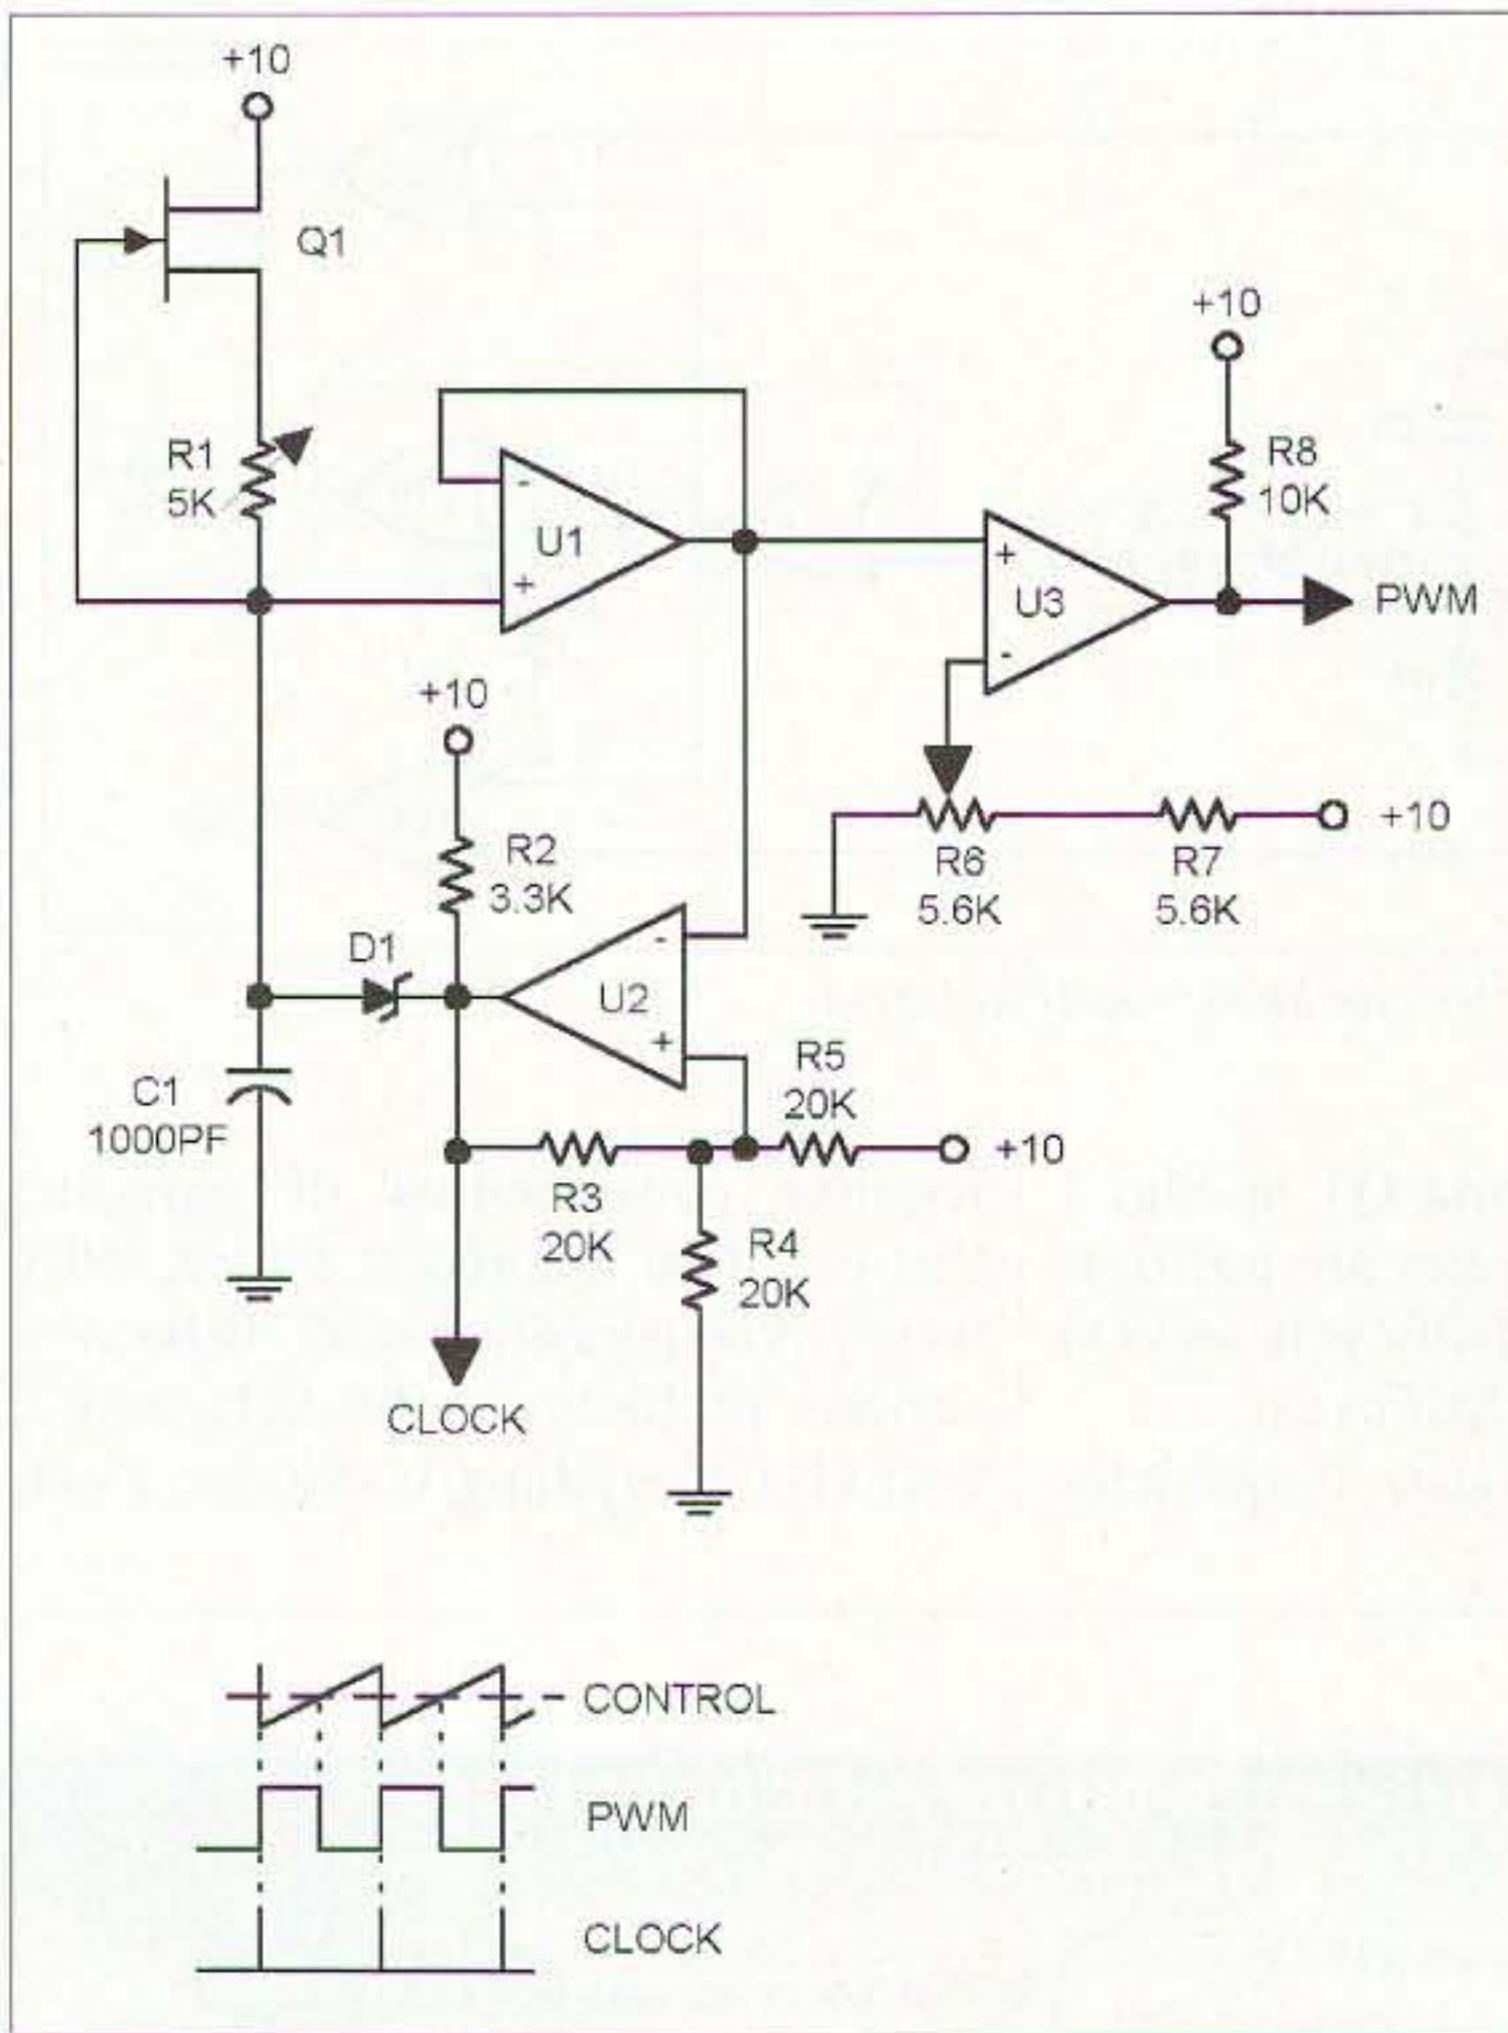 +10
Q1
+10
R1
5K
-
U1
+
R8
10K
+
U3
-
PWM
+10
R2
3.3K
R6
5.6K
R7
5.6K
+10
D1
-
U2
+
R5
20K
C1
1000PF
+10
R3
20K
R4
20K
CLOCK
CONTROL
PWM
CLOCK